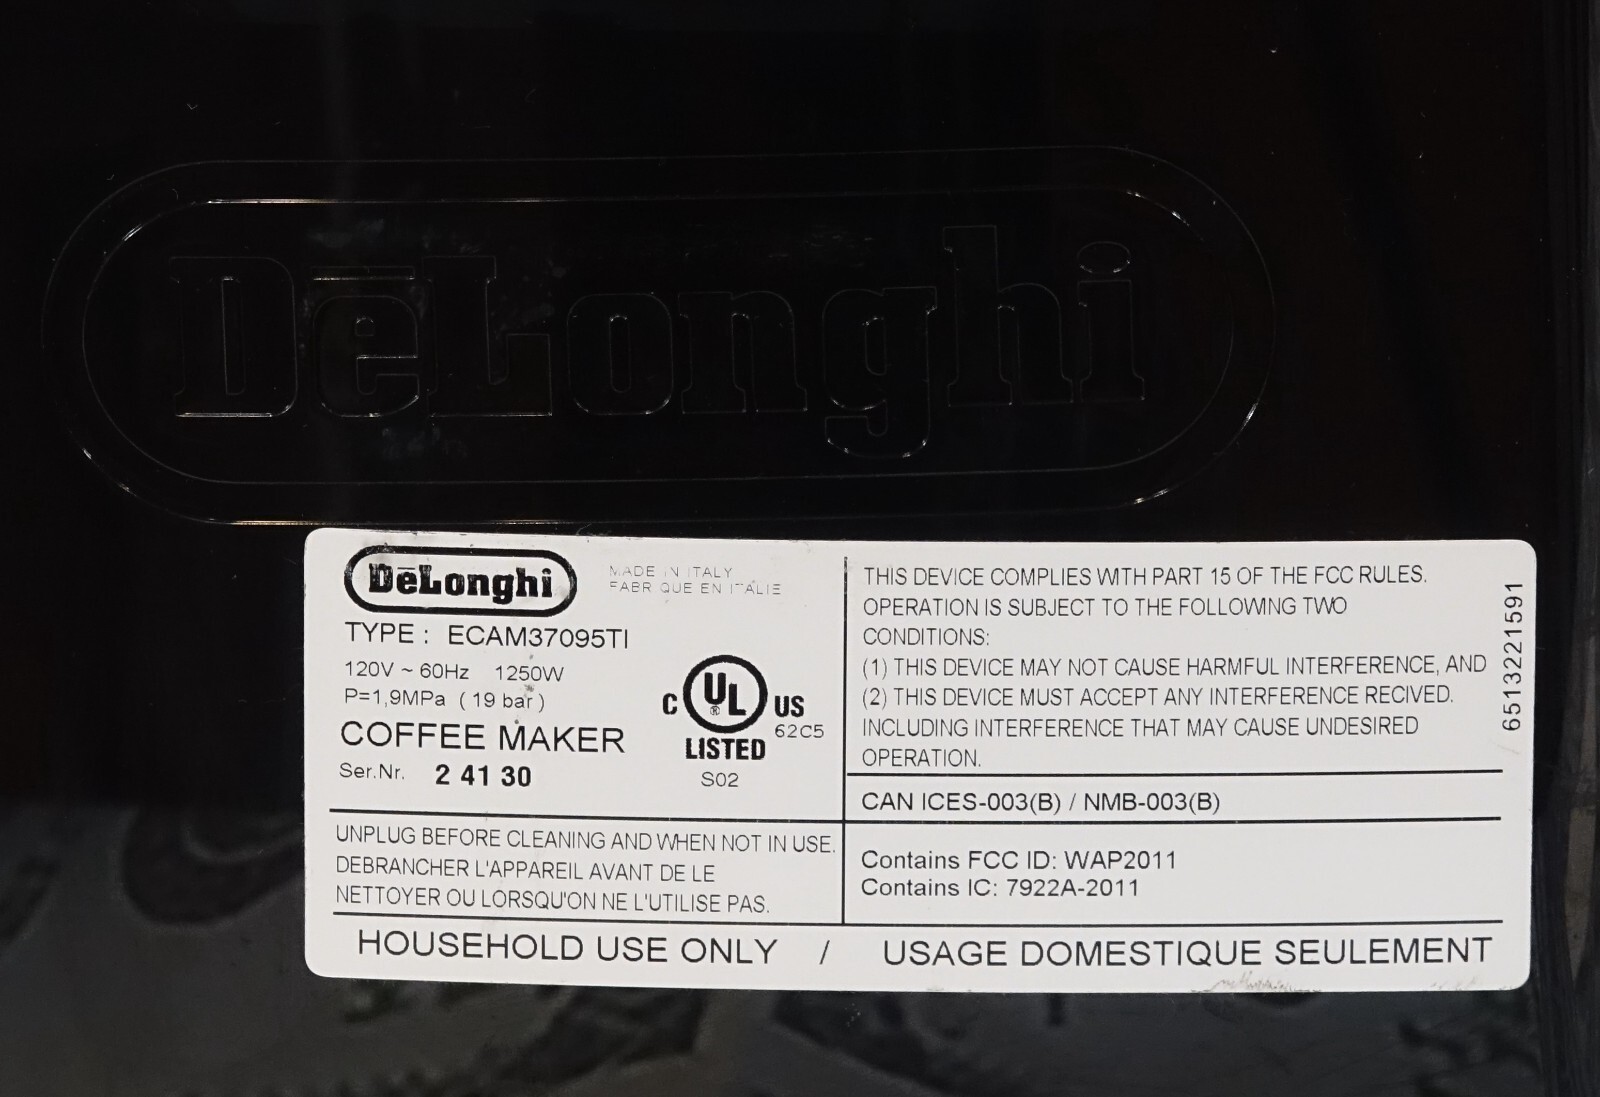 DeLonghi
DeLonghi
MADE IN ITALY
FABRIQUE EN ITALIE
TYPE : ECAM37095TI
120V ~ 60Hz 1250W
P=1,9MPa ( 19 bar )
COFFEE MAKER
Ser.Nr. 2 41 30
C UL ® US
62C5
LISTED
S02
UNPLUG BEFORE CLEANING AND WHEN NOT IN USE.
DEBRANCHER L'APPAREIL AVANT DE LE
NETTOYER OU LORSQU'ON NE L'UTILISE PAS.
THIS DEVICE COMPLIES WITH PART 15 OF THE FCC RULES.
OPERATION IS SUBJECT TO THE FOLLOWING TWO
CONDITIONS:
(1) THIS DEVICE MAY NOT CAUSE HARMFUL INTERFERENCE, AND
(2) THIS DEVICE MUST ACCEPT ANY INTERFERENCE RECIVED.
INCLUDING INTERFERENCE THAT MAY CAUSE UNDESIRED
OPERATION.
CAN ICES-003(B) / NMB-003(B)
Contains FCC ID: WAP2011
Contains IC: 7922A-2011
6513221591
HOUSEHOLD USE ONLY / USAGE DOMESTIQUE SEULEMENT